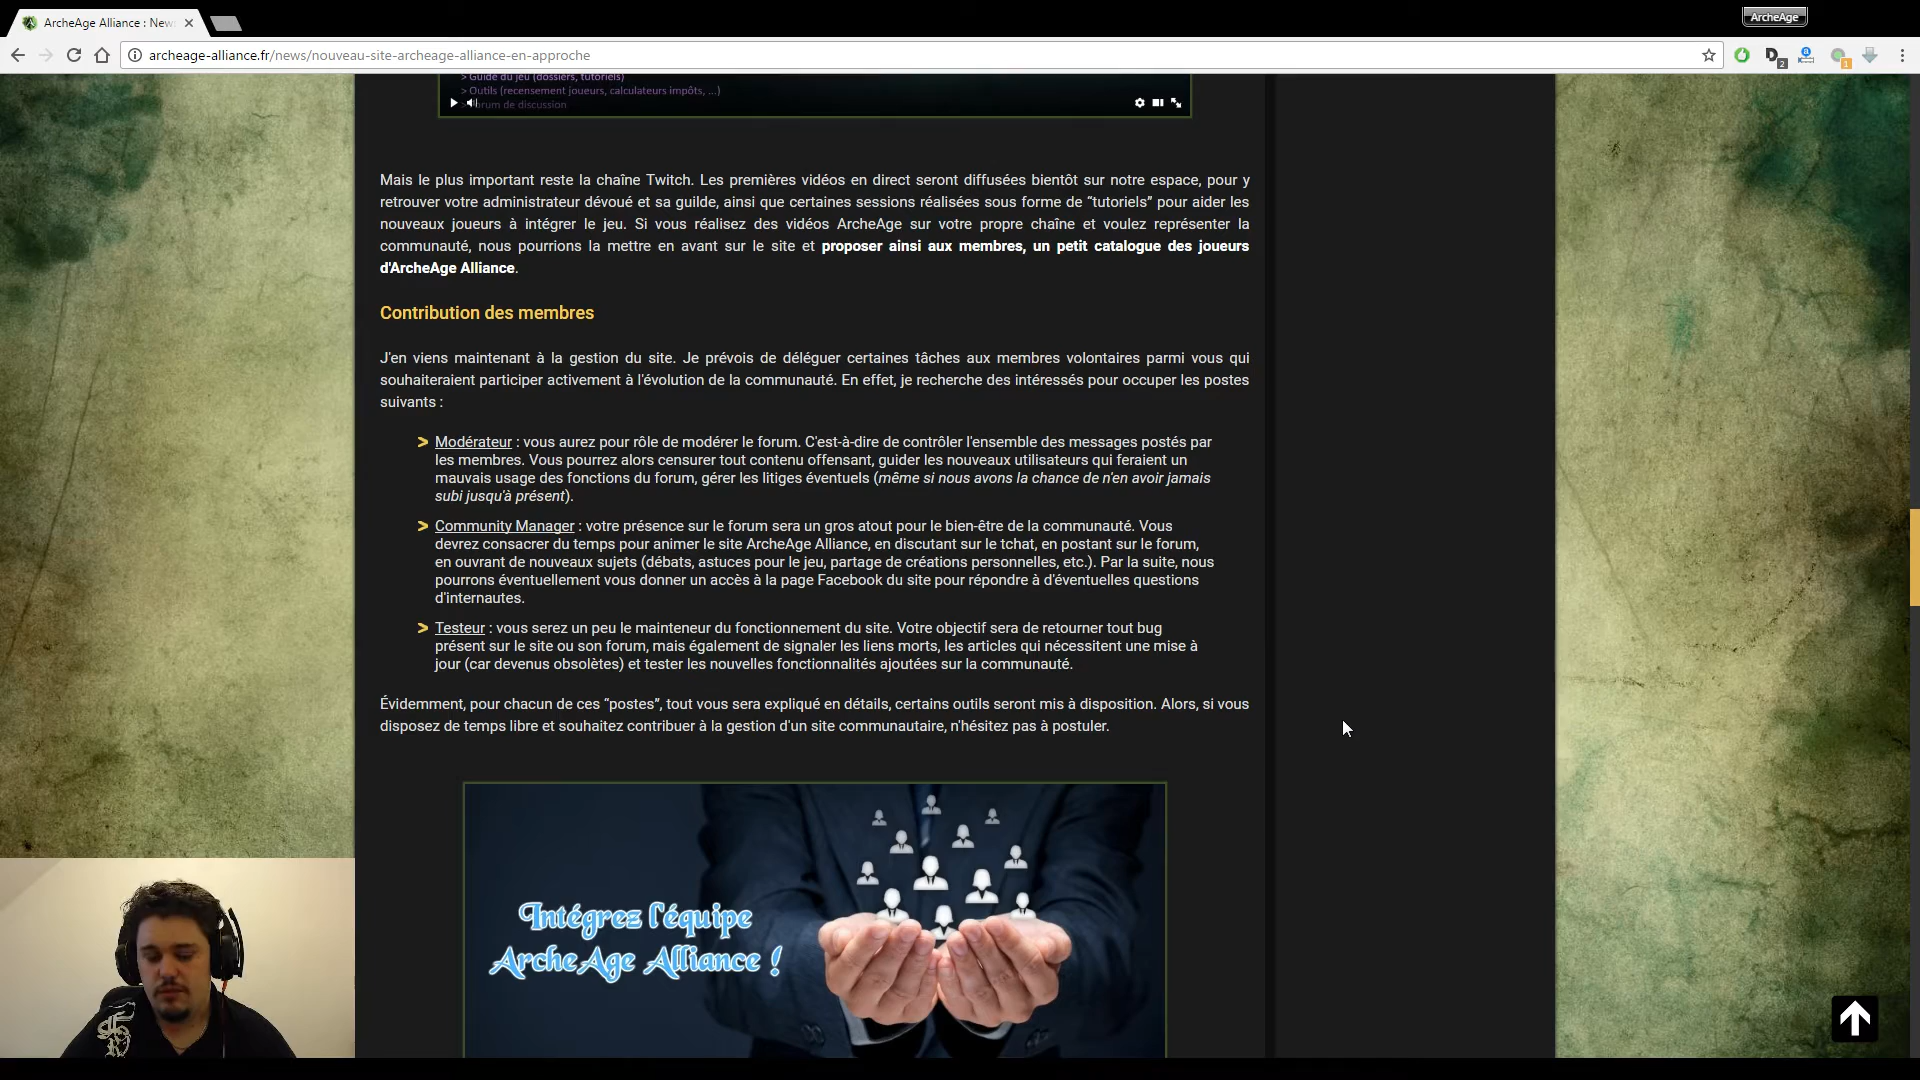 ArcheAge Alliance : New
ArcheAge
archeage-alliance.fr/news/nouveau-site-archeage-alliance-en-approche
2
1
> Guide du jeu (dossiers, tutoriels)
> Outils (recensement joueurs, calculateurs impôts, ...)
> Forum de discussion
Mais le plus important reste la chaîne Twitch. Les premières vidéos en direct seront diffusées bientôt sur notre espace, pour y
retrouver votre administrateur dévoué et sa guilde, ainsi que certaines sessions réalisées sous forme de “tutoriels” pour aider les
nouveaux joueurs à intégrer le jeu. Si vous réalisez des vidéos ArcheAge sur votre propre chaîne et voulez représenter la
communauté, nous pourrions la mettre en avant sur le site et proposer ainsi aux membres, un petit catalogue des joueurs
d'ArcheAge Alliance.
Contribution des membres
J'en viens maintenant à la gestion du site. Je prévois de déléguer certaines tâches aux membres volontaires parmi vous qui
souhaiteraient participer activement à l'évolution de la communauté. En effet, je recherche des intéressés pour occuper les postes
suivants :
> Modérateur : vous aurez pour rôle de modérer le forum. C'est-à-dire de contrôler l'ensemble des messages postés par
les membres. Vous pourrez alors censurer tout contenu offensant, guider les nouveaux utilisateurs qui feraient un
mauvais usage des fonctions du forum, gérer les litiges éventuels (même si nous avons la chance de n'en avoir jamais
subi jusqu'à présent).
> Community Manager : votre présence sur le forum sera un gros atout pour le bien-être de la communauté. Vous
devrez consacrer du temps pour animer le site ArcheAge Alliance, en discutant sur le tchat, en postant sur le forum,
en ouvrant de nouveaux sujets (débats, astuces pour le jeu, partage de créations personnelles, etc.). Par la suite, nous
pourrons éventuellement vous donner un accès à la page Facebook du site pour répondre à d'éventuelles questions
d'internautes.
> Testeur : vous serez un peu le mainteneur du fonctionnement du site. Votre objectif sera de retourner tout bug
présent sur le site ou son forum, mais également de signaler les liens morts, les articles qui nécessitent une mise à
jour (car devenus obsolètes) et tester les nouvelles fonctionnalités ajoutées sur la communauté.
Évidemment, pour chacun de ces “postes”, tout vous sera expliqué en détails, certains outils seront mis à disposition. Alors, si vous
disposez de temps libre et souhaitez contribuer à la gestion d'un site communautaire, n'hésitez pas à postuler.
Intégrez l'équipe
ArcheAge Alliance !